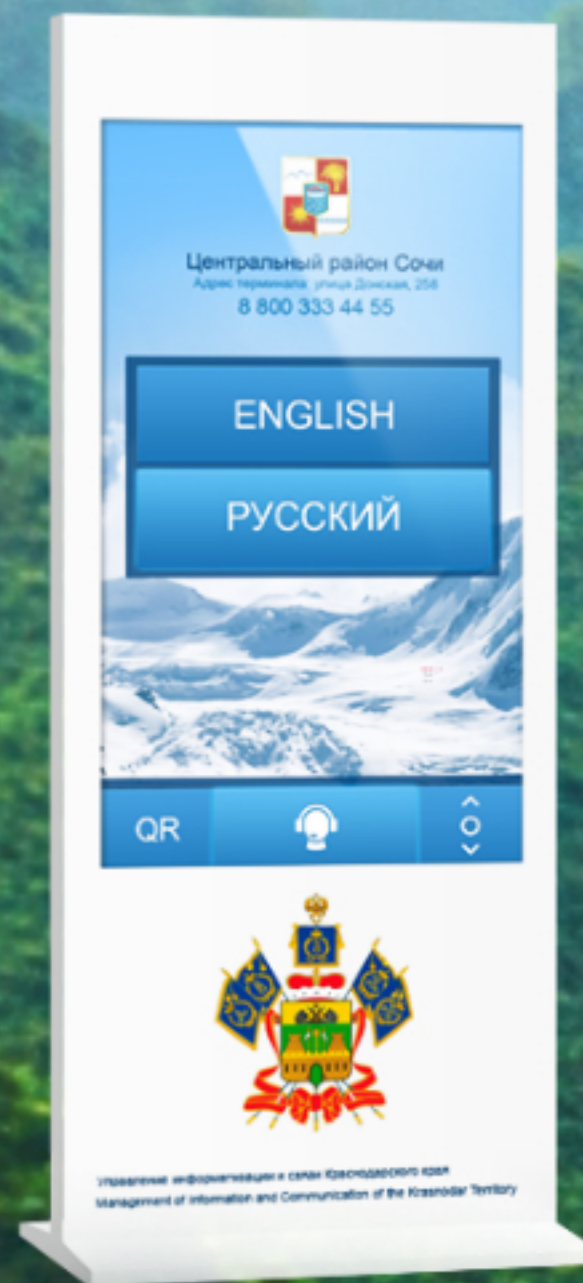 Центральный район Сочи
Адрес терминала: улица Донская, 258
8 800 333 44 55
ENGLISH
РУССКИЙ
QR
Управление информатизации и связи Краснодарского края
Management of Information and Communication of the Krasnodar Territory